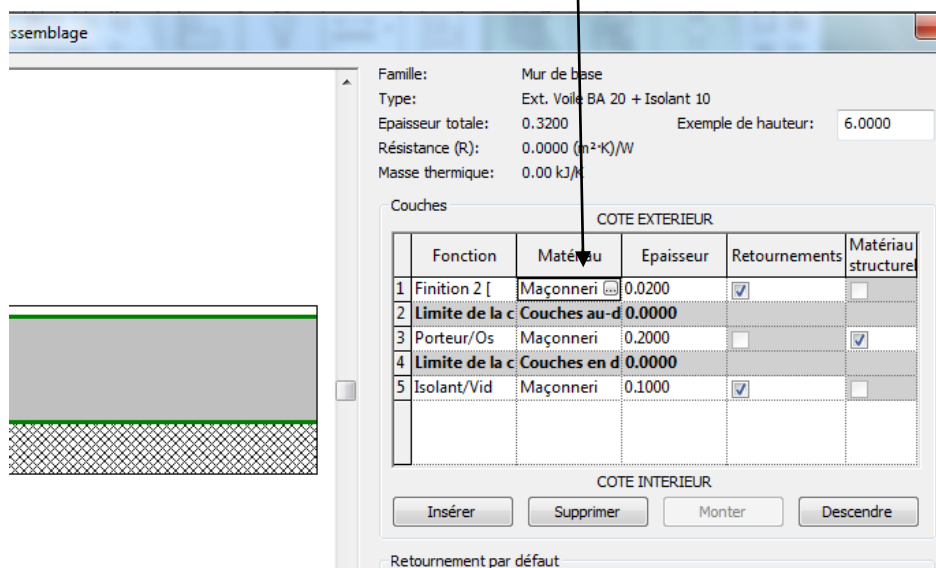 ssemblage
Famille: Mur de base
Type: Ext. Voile BA 20 + Isolant 10
Epaisseur totale: 0.3200 Exemple de hauteur: 6.0000
Résistance (R): 0.0000 (m²·K)/W
Masse thermique: 0.00 kJ/K
Couches
COTE EXTERIEUR
Fonction Matériau Epaisseur Retournements Matériau structurel
1 Finition 2 [ Maçonneri ... 0.0200
2 Limite de la c Couches au-d 0.0000
3 Porteur/Os Maçonneri 0.2000
4 Limite de la c Couches en d 0.0000
5 Isolant/Vid Maçonneri 0.1000
COTE INTERIEUR
Insérer Supprimer Monter Descendre
Retournement par défaut